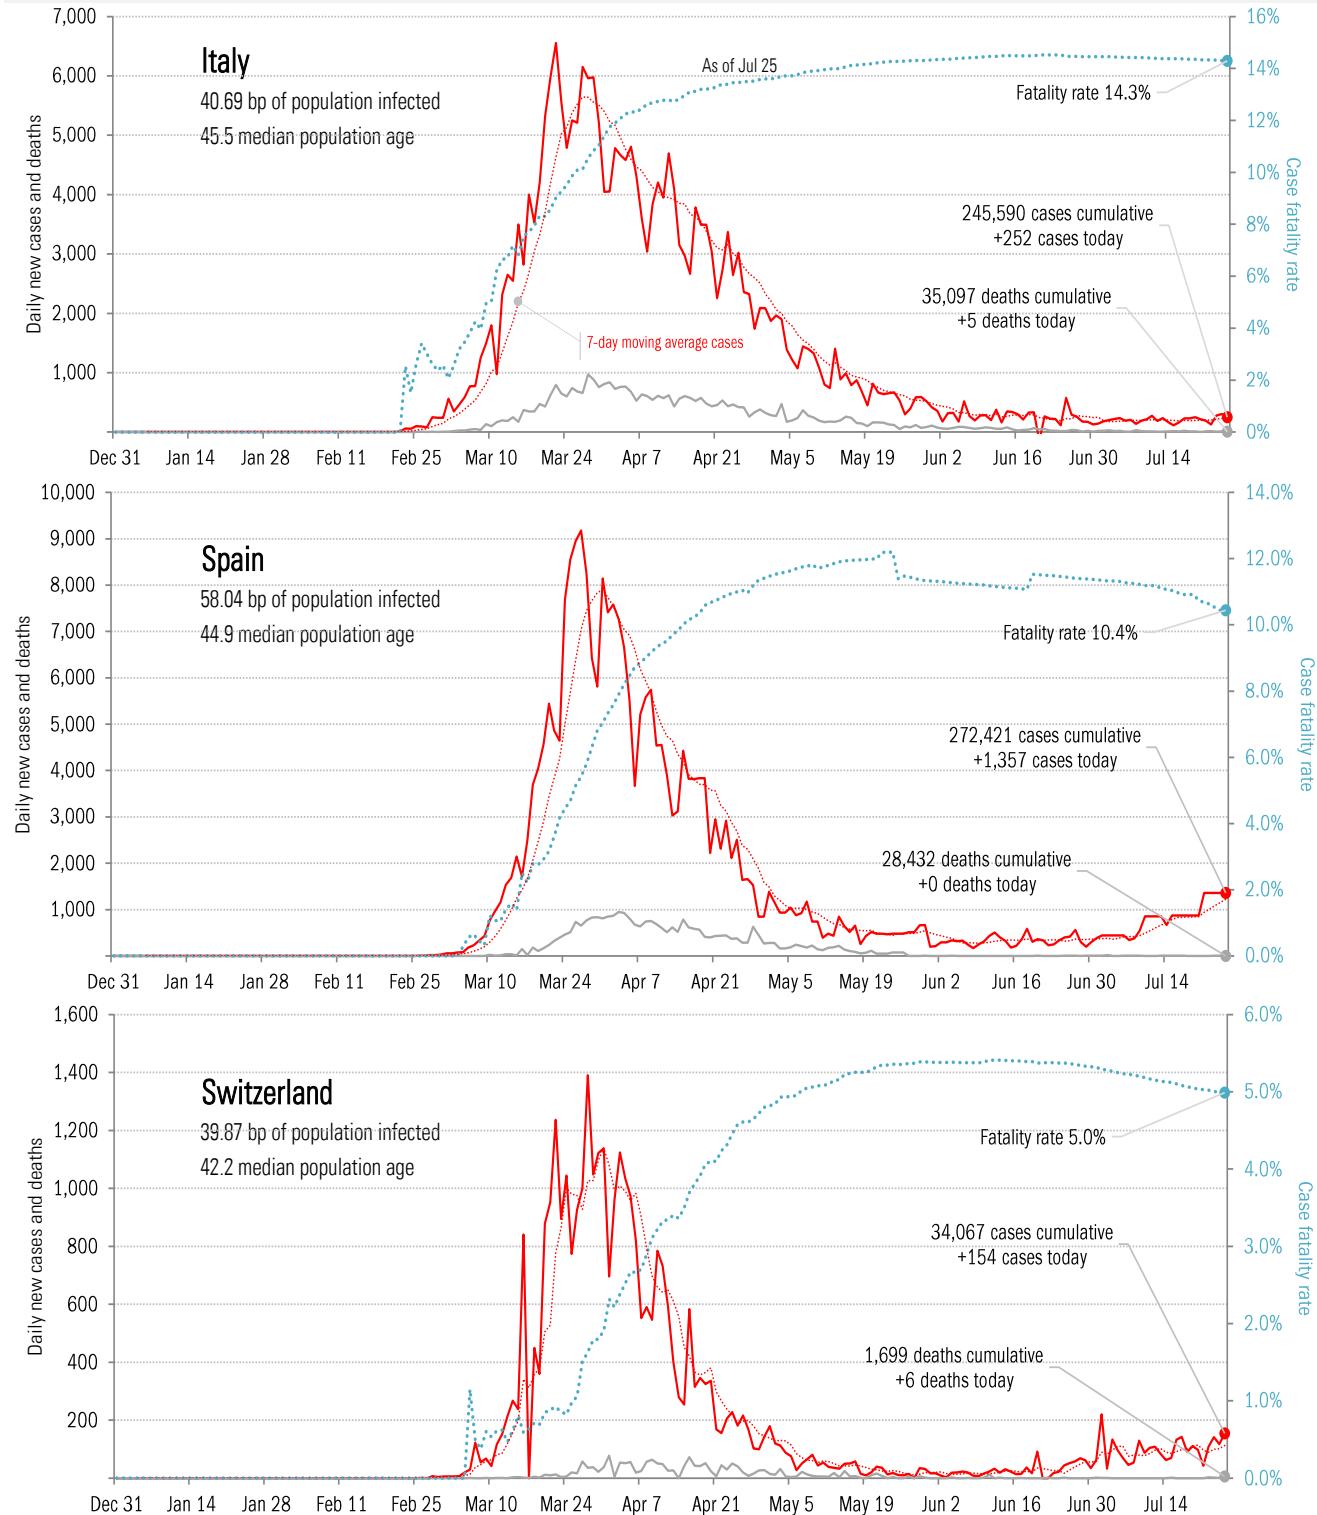 7,000
6,000
5,000
4,000
3,000
2,000
1,000
Daily new cases and deaths
Italy
40.69 bp of population infected
45.5 median population age
As of Jul 25
7-day moving average cases
Fatality rate 14.3%
245,590 cases cumulative
+252 cases today
35,097 deaths cumulative
+5 deaths today
16%
14%
12%
10%
8%
6%
4%
2%
0%
Case fatality rate
Dec 31 Jan 14 Jan 28 Feb 11 Feb 25 Mar 10 Mar 24 Apr 7 Apr 21 May 5 May 19 Jun 2 Jun 16 Jun 30 Jul 14
10,000
9,000
8,000
7,000
6,000
5,000
4,000
3,000
2,000
1,000
Daily new cases and deaths
Spain
58.04 bp of population infected
44.9 median population age
Fatality rate 10.4%
272,421 cases cumulative
+1,357 cases today
28,432 deaths cumulative
+0 deaths today
14.0%
12.0%
10.0%
8.0%
6.0%
4.0%
2.0%
0.0%
Case fatality rate
Dec 31 Jan 14 Jan 28 Feb 11 Feb 25 Mar 10 Mar 24 Apr 7 Apr 21 May 5 May 19 Jun 2 Jun 16 Jun 30 Jul 14
1,600
1,400
1,200
1,000
800
600
400
200
Daily new cases and deaths
Switzerland
39.87 bp of population infected
42.2 median population age
Fatality rate 5.0%
34,067 cases cumulative
+154 cases today
1,699 deaths cumulative
+6 deaths today
6.0%
5.0%
4.0%
3.0%
2.0%
1.0%
0.0%
Case fatality rate
Dec 31 Jan 14 Jan 28 Feb 11 Feb 25 Mar 10 Mar 24 Apr 7 Apr 21 May 5 May 19 Jun 2 Jun 16 Jun 30 Jul 14